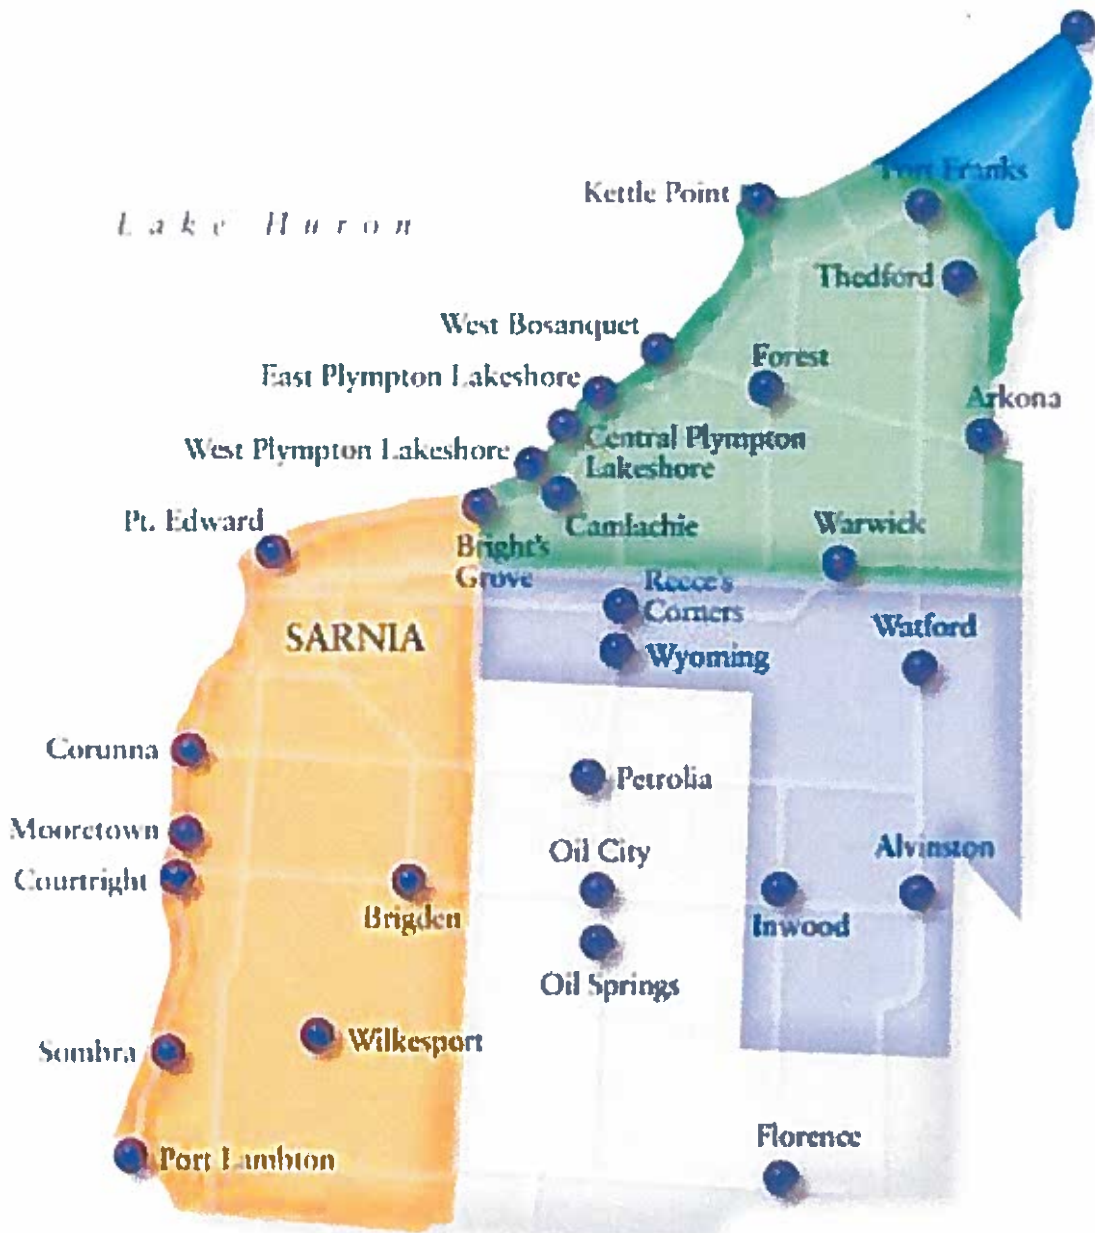 Port Franks
Kettle Point
Lake Huron
Thedford
West Bosanquet
Forest
East Plympton Lakeshore
Arkona
Central Plympton
Lakeshore
West Plympton Lakeshore
Pt. Edward
Camlachie
Warwick
Bright's
Grove
Reece's
Corners
SARNIA
Watford
Wyoming
Corunna
Petrolia
Mooretown
Oil City
Alvinston
Courtright
Brigden
Inwood
Oil Springs
Sombra
Wilkesport
Florence
Port Lambton